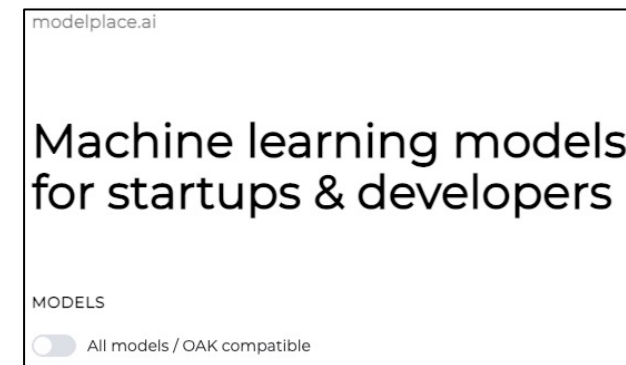 modelplace.ai
Machine learning models
for startups & developers
MODELS
All models / OAK compatible